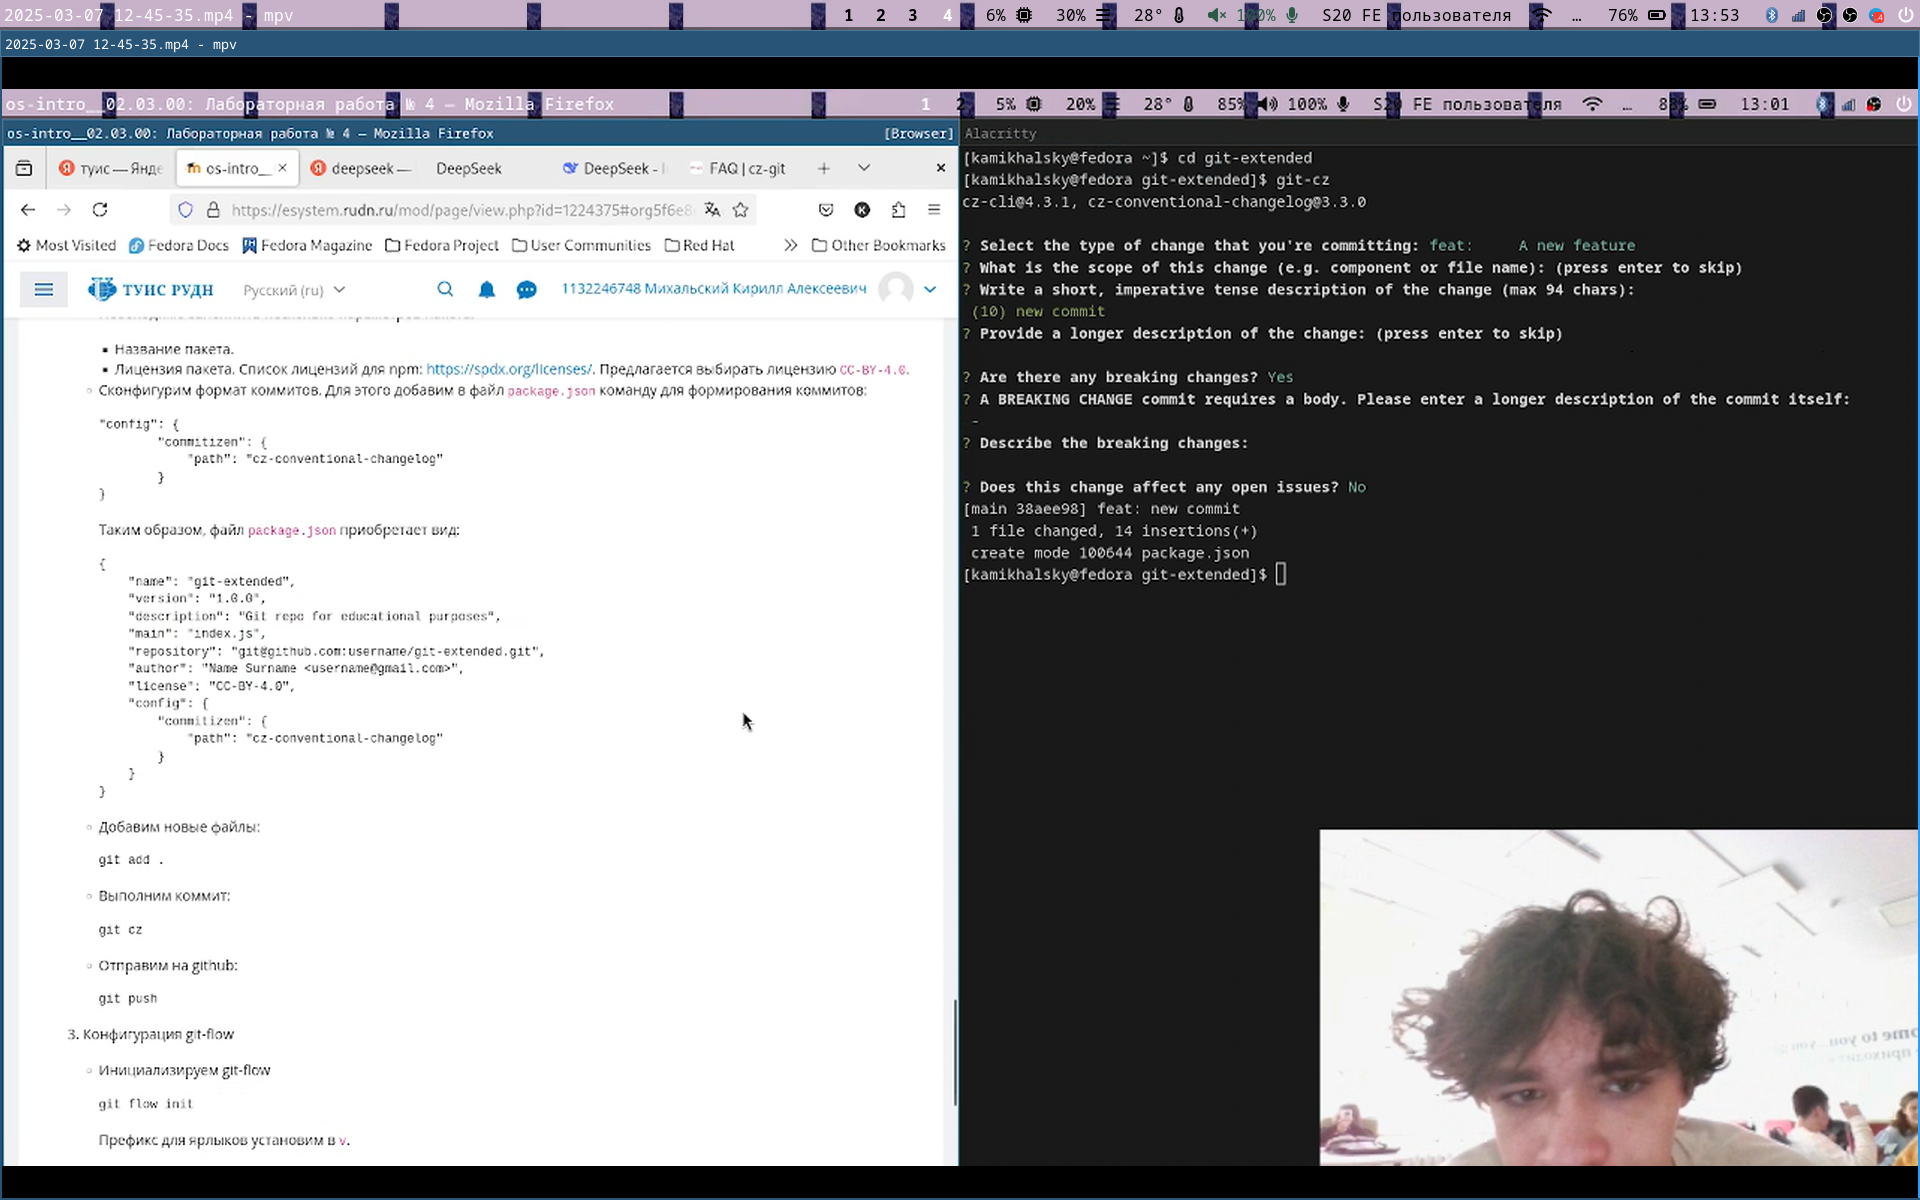 2025-03-07 12-45-35.mp4 - mpv
1 2 3 4 6% 30% 28° S20 FE пользователя … 76% 13:53
2025-03-07 12-45-35.mp4 - mpv
os-intro__02.03.00: Лабораторная работа № 4 — Mozilla Firefox
1 2 5% 20% 28° 85% 100% FE пользователя … 13:01
os-intro__02.03.00: Лабораторная работа № 4 — Mozilla Firefox [Browser]
туис — Янде
os-intro__
deepseek —
DeepSeek
DeepSeek - I
FAQ | cz-git
https://esystem.rudn.ru/mod/page/view.php?id=1224375#org5f6e8
Most Visited Fedora Docs Fedora Magazine Fedora Project User Communities Red Hat Other Bookmarks
ТУИС РУДН Русский (ru) 1132246748 Михальский Кирилл Алексеевич
Название пакета.
Лицензия пакета. Список лицензий для npm: https://spdx.org/licenses/. Предлагается выбирать лицензию CC-BY-4.0.
Сконфигурим формат коммитов. Для этого добавим в файл package.json команду для формирования коммитов:
"config": {
"commitizen": {
"path": "cz-conventional-changelog"
}
}
Таким образом, файл package.json приобретает вид:
{
"name": "git-extended",
"version": "1.0.0",
"description": "Git repo for educational purposes",
"main": "index.js",
"repository": "git@github.com:username/git-extended.git",
"author": "Name Surname <username@gmail.com>",
"license": "CC-BY-4.0",
"config": {
"commitizen": {
"path": "cz-conventional-changelog"
}
}
}
Добавим новые файлы:
git add .
Выполним коммит:
git cz
Отправим на github:
git push
3. Конфигурация git-flow
Инициализируем git-flow
git flow init
Префикс для ярлыков установим в v.
Alacritty
[kamikhalsky@fedora ~]$ cd git-extended
[kamikhalsky@fedora git-extended]$ git-cz
cz-cli@4.3.1, cz-conventional-changelog@3.3.0
? Select the type of change that you're committing: feat:     A new feature
? What is the scope of this change (e.g. component or file name): (press enter to skip)
? Write a short, imperative tense description of the change (max 94 chars):
(10) new commit
? Provide a longer description of the change: (press enter to skip)
? Are there any breaking changes? Yes
? A BREAKING CHANGE commit requires a body. Please enter a longer description of the commit itself:
-
? Describe the breaking changes:
? Does this change affect any open issues? No
[main 38aee98] feat: new commit
1 file changed, 14 insertions(+)
create mode 100644 package.json
[kamikhalsky@fedora git-extended]$